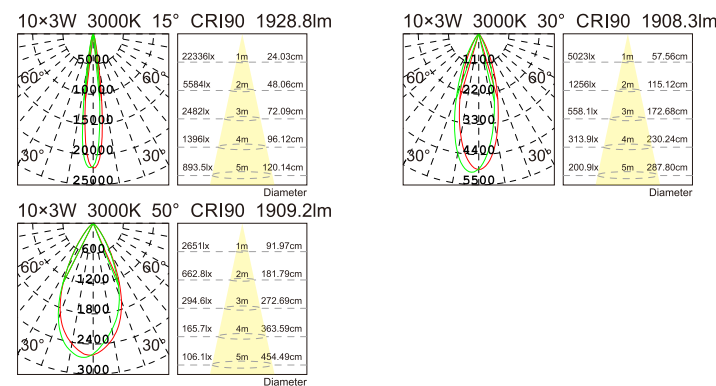 10×3W 3000K 15° CRI90 1928.8lm
5000
10000
15000
20000
25000
60° 60°
30° 30°
22336lx 1m 24.03cm
5584lx 2m 48.06cm
2482lx 3m 72.09cm
1396lx 4m 96.12cm
893.5lx 5m 120.14cm
Diameter
10×3W 3000K 30° CRI90 1908.3lm
1100
2200
3300
4400
5500
60° 60°
30° 30°
5023lx 1m 57.56cm
1256lx 2m 115.12cm
558.1lx 3m 172.68cm
313.9lx 4m 230.24cm
200.9lx 5m 287.80cm
Diameter
10×3W 3000K 50° CRI90 1909.2lm
600
1200
1800
2400
3000
60° 60°
30° 30°
2651lx 1m 91.97cm
662.8lx 2m 181.79cm
294.6lx 3m 272.69cm
165.7lx 4m 363.59cm
106.1lx 5m 454.49cm
Diameter